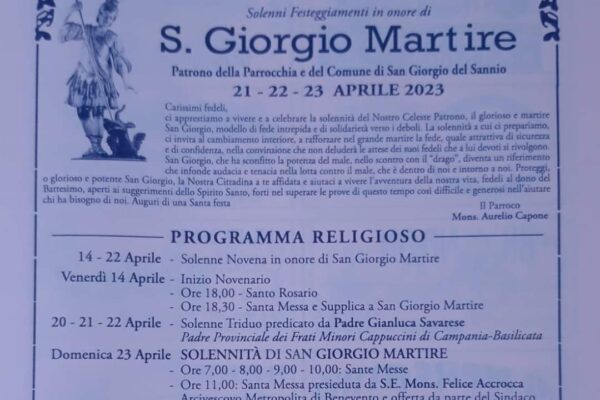 Solenni Festeggiamenti in onore di
S. Giorgio Martire
Patrono della Parrocchia e del Comune di San Giorgio del Sannio
21 - 22 - 23 APRILE 2023
Carissimi fedeli,
ci apprestiamo a vivere e a celebrare la solennità del Nostro Celeste Patrono, il glorioso e martire
San Giorgio, modello di fede intrepida e di solidarietà verso i deboli. La solennità a cui ci prepariamo,
ci invita al cambiamento interiore, a rafforzare nel grande martire la fede, quale attrattiva di sicurezza
e di confidenza, nella convinzione che non deluderà le attese dei suoi fedeli che a lui devoti si rivolgono.
San Giorgio, che ha sconfitto la potenza del male, nello scontro con il "drago", diventa un riferimento
che infonde audacia e tenacia nella lotta contro il male, che è dentro di noi e intorno a noi. Proteggi,
o glorioso e potente San Giorgio, la Nostra Cittadina a te affidata e aiutaci a vivere l'avventura della nostra vita, fedeli al dono del
Battesimo, aperti ai suggerimenti dello Spirito Santo, forti nel superare le prove di questo tempo così difficile e generosi nell'aiutare
chi ha bisogno di noi. Auguri di una Santa festa
Il Parroco
Mons. Aurelio Capone
PROGRAMMA RELIGIOSO
14 - 22 Aprile - Solenne Novena in onore di San Giorgio Martire
Venerdì 14 Aprile - Inizio Novenario
- Ore 18,00 - Santo Rosario
- Ore 18,30 - Santa Messa e Supplica a San Giorgio Martire
20 - 21 - 22 Aprile - Solenne Triduo predicato da Padre Gianluca Savarese
Padre Provinciale dei Frati Minori Cappuccini di Campania-Basilicata
Domenica 23 Aprile SOLENNITÀ DI SAN GIORGIO MARTIRE
- Ore 7,00 - 8,00 - 9,00 - 10,00: Sante Messe
- Ore 11,00: Santa Messa presieduta da S.E. Mons. Felice Accrocca
Arcivescovo Metropolita di Benevento e offerta da parte del Sindaco